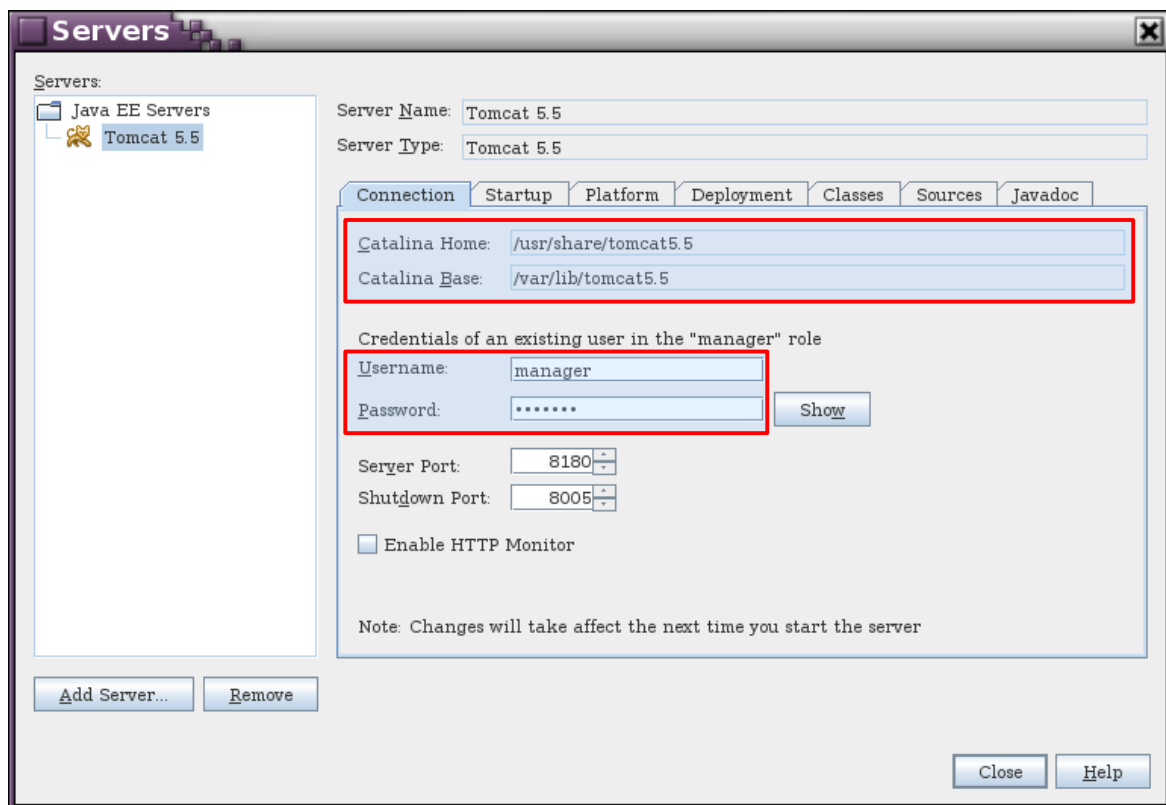 Servers
Servers:
Java EE Servers
Tomcat 5.5
Server Name: Tomcat 5.5
Server Type: Tomcat 5.5
Connection Startup Platform Deployment Classes Sources Javadoc
Catalina Home: /usr/share/tomcat5.5
Catalina Base: /var/lib/tomcat5.5
Credentials of an existing user in the "manager" role
Username: manager
Password: •••••••
Show
Server Port: 8180
Shutdown Port: 8005
Enable HTTP Monitor
Note: Changes will take affect the next time you start the server
Add Server... Remove
Close Help